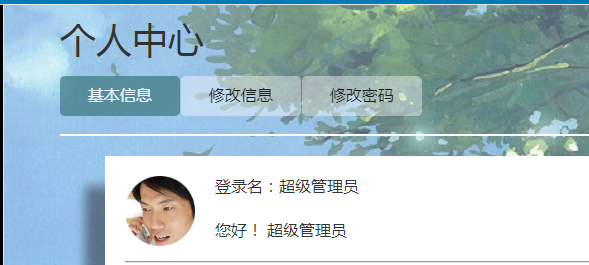 个人中心
基本信息 修改信息 修改密码
登录名：超级管理员
您好！ 超级管理员